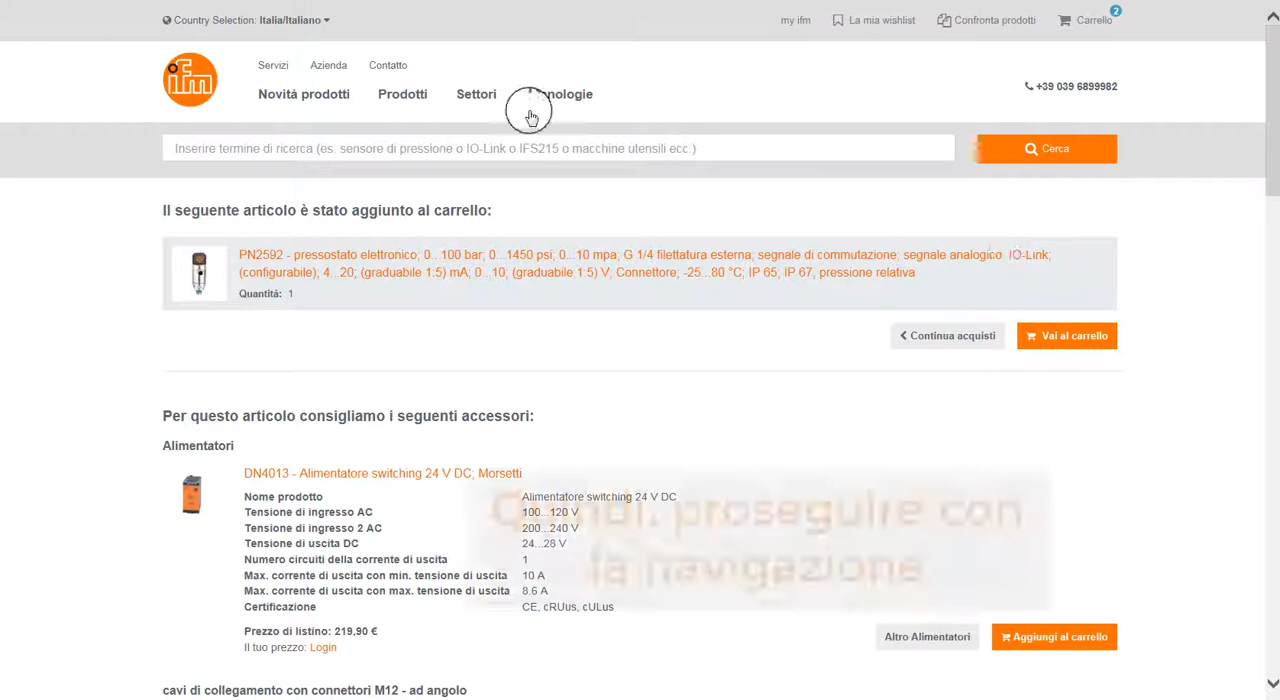 Country Selection: Italia/Italiano
my ifm
La mia wishlist
Confronta prodotti
Carrello
2
ifm
Servizi
Azienda
Contatto
Novità prodotti
Prodotti
Settori
+39 039 6899982
Inserire termine di ricerca (es. sensore di pressione o IO-Link o IFS215 o macchine utensili ecc.)
Cerca
Il seguente articolo è stato aggiunto al carrello:
PN2592 - pressostato elettronico; 0...100 bar; 0...1450 psi; 0...10 mpa; G 1/4 filettatura esterna; segnale di commutazione; segnale analogico IO-Link;
(configurabile); 4...20; (graduabile 1:5) mA; 0...10; (graduabile 1:5) V; Connettore; -25...80 °C; IP 65; IP 67, pressione relativa
Quantità: 1
Continua acquisti
Vai al carrello
Per questo articolo consigliamo i seguenti accessori:
Alimentatori
DN4013 - Alimentatore switching 24 V DC; Morsetti
Nome prodotto Alimentatore switching 24 V DC
Tensione di ingresso AC 100...120 V
Tensione di ingresso 2 AC 200...240 V
Tensione di uscita DC 24...28 V
Numero circuiti della corrente di uscita 1
Max. corrente di uscita con min. tensione di uscita 10 A
Max. corrente di uscita con max. tensione di uscita 8.6 A
Certificazione CE, cRUus, cULus
Quindi, proseguire con
la navigazione
Prezzo di listino: 219,90 €
Il tuo prezzo: Login
Altro Alimentatori
Aggiungi al carrello
cavi di collegamento con connettori M12 - ad angolo